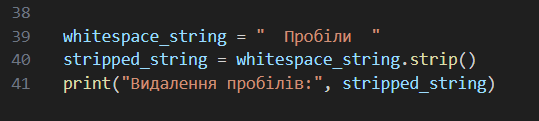 38
39 whitespace_string = "  Пробіли  "
40 stripped_string = whitespace_string.strip()
41 print("Видалення пробілів:", stripped_string)